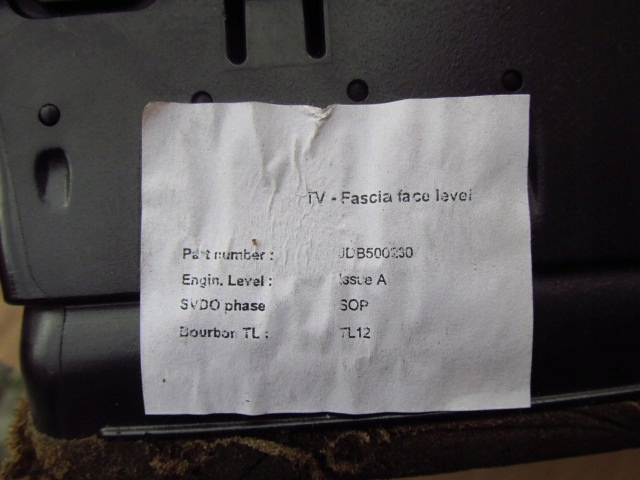 TV - Fascia face level
Part number : JDB500230
Engin. Level : Issue A
SVDO phase SOP
Bourbon TL : TL12